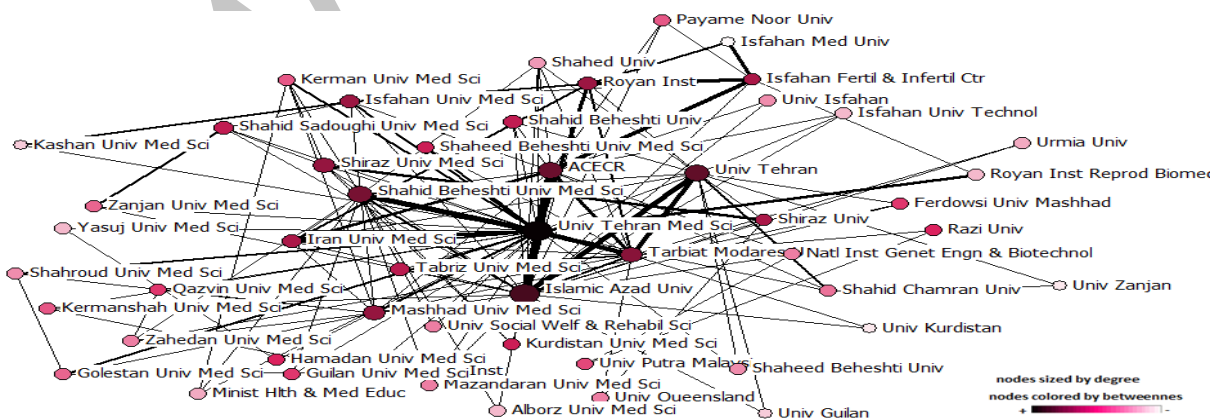 Payame Noor Univ
Isfahan Med Univ
Shahed Univ
Kerman Univ Med Sci
Royan Inst
Isfahan Fertil & Infertil Ctr
Isfahan Univ Med Sci
Univ Isfahan
Isfahan Univ Technol
Shahid Sadoughi Univ Med Sci
Shahid Beheshti Univ
Kashan Univ Med Sci
Shaheed Beheshti Univ Med Sci
Urmia Univ
Shiraz Univ Med Sci
ACECR
Univ Tehran
Royan Inst Reprod Biomed
Shahid Beheshti Univ Med Sci
Zanjan Univ Med Sci
Ferdowsi Univ Mashhad
Shiraz Univ
Yasuj Univ Med Sci
Univ Tehran Med Sci
Razi Univ
Iran Univ Med Sci
Tarbiat Modares
Natl Inst Genet Engn & Biotechnol
Shahroud Univ Med Sci
Tabriz Univ Med Sci
Qazvin Univ Med Sci
Islamic Azad Univ
Shahid Chamran Univ
Univ Zanjan
Kermanshah Univ Med Sci
Mashhad Univ Med Sci
Univ Social Welf & Rehabil Sci
Univ Kurdistan
Zahedan Univ Med Sci
Kurdistan Univ Med Sci
Hamadan Univ Med Sci
Univ Putra Malays
Shaheed Beheshti Univ
Golestan Univ Med Sci
Guilan Univ Med Sci
Inst
Mazandaran Univ Med Sci
Minist Hlth & Med Educ
Univ Queensland
Alborz Univ Med Sci
Univ Guilan
nodes sized by degree
nodes colored by betweennes
+ -